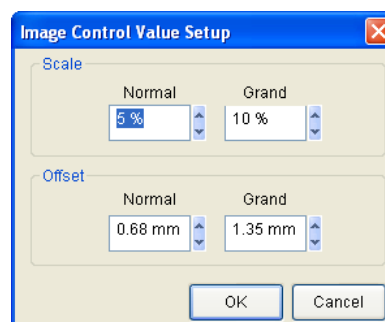 Image Control Value Setup
Scale
Normal Grand
5 % 10 %
Offset
Normal Grand
0.68 mm 1.35 mm
OK Cancel